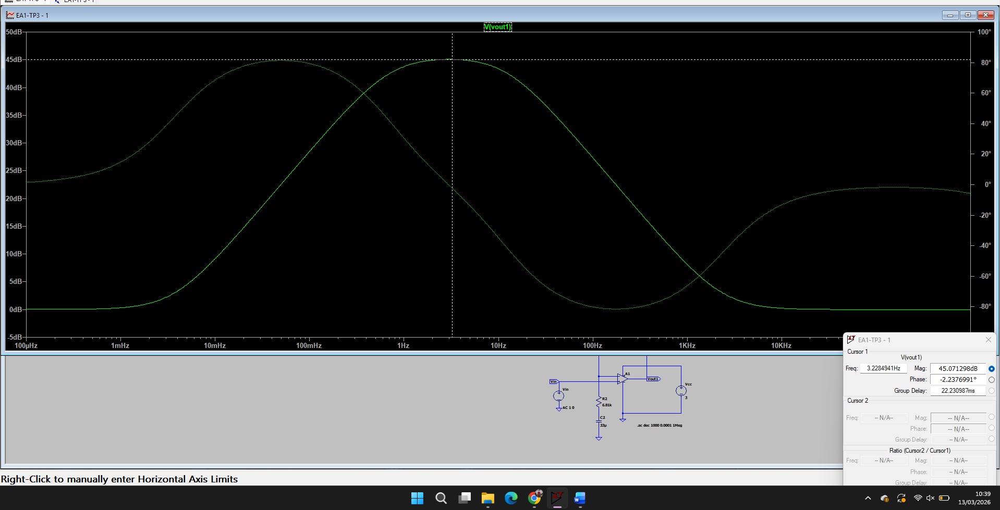 EA1-TP3 - 1
V(vout1)
50dB
45dB
40dB
35dB
30dB
25dB
20dB
15dB
10dB
5dB
0dB
-5dB
100°
80°
60°
40°
20°
0°
-20°
-40°
-60°
-80°
100µHz 1mHz 10mHz 100mHz 1Hz 10Hz 100Hz 1KHz 10KHz
Vin
Vin
AC 1 0
A1
Vout1
R2
6.81k
C2
33µ
Vcc
3
.ac dec 1000 0.0001 1Meg
EA1-TP3 - 1
Cursor 1
V(vout1)
Freq: 3.2284941Hz Mag: 45.071298dB
Phase: -2.2376991°
Group Delay: 22.230987ms
Cursor 2
Freq: -- N/A-- Mag: -- N/A--
Phase: -- N/A--
Group Delay: -- N/A--
Ratio (Cursor2 / Cursor1)
Freq: -- N/A-- Mag: -- N/A--
Phase: -- N/A--
Group Delay: -- N/A--
Right-Click to manually enter Horizontal Axis Limits
10:39
13/03/2026